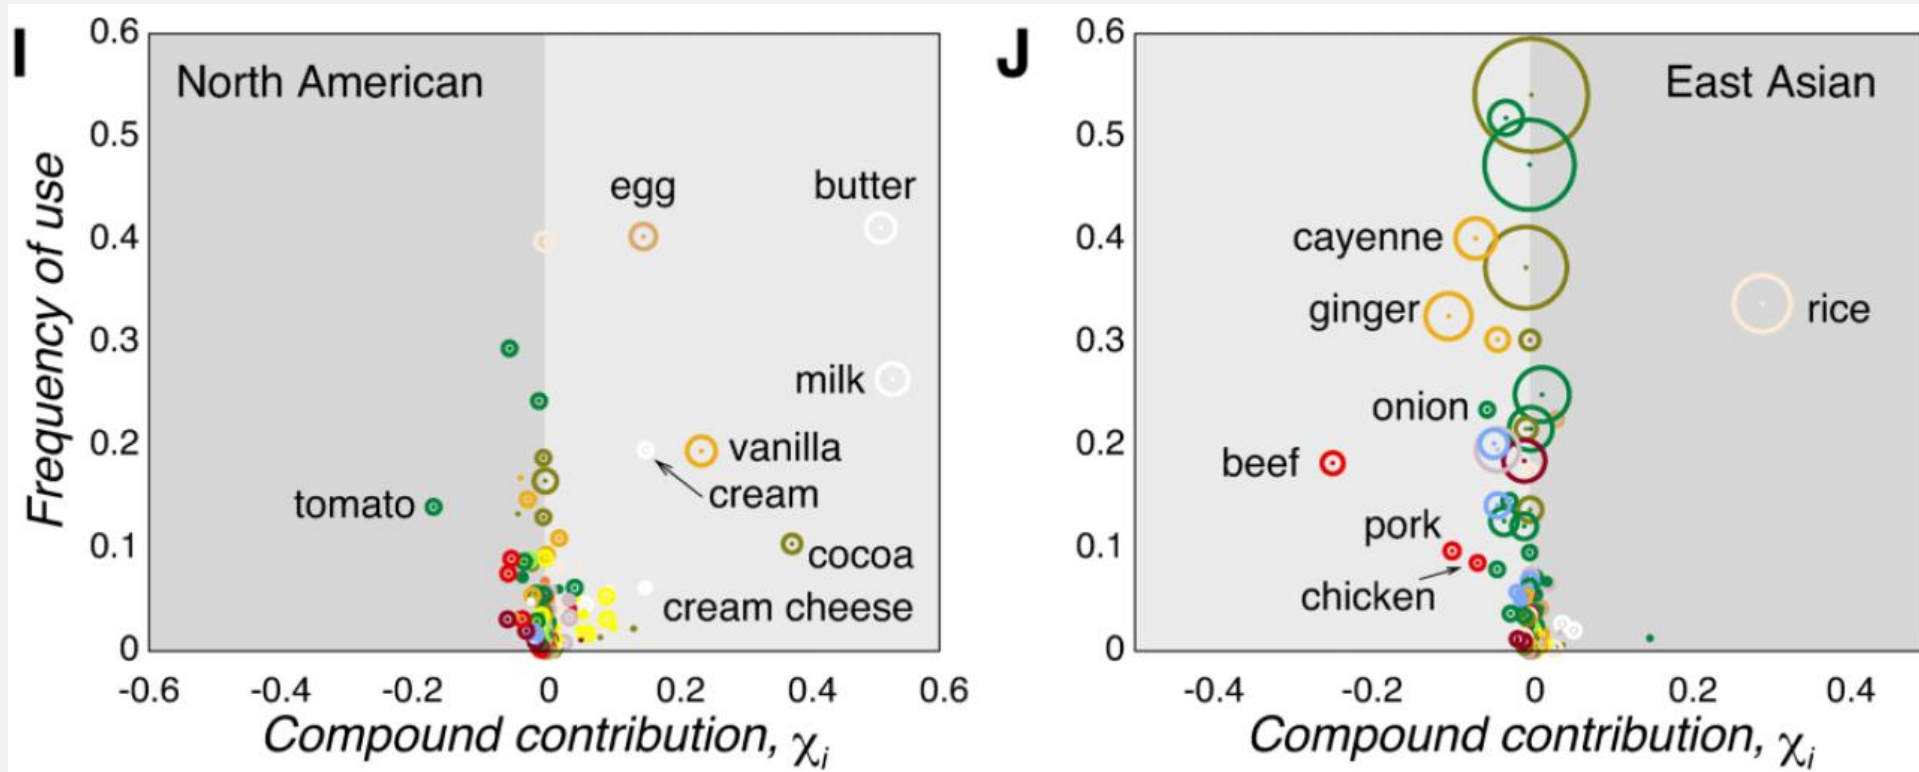 I
North American
Frequency of use
0.6
0.5
0.4
0.3
0.2
0.1
0
egg
butter
milk
vanilla
cream
tomato
cocoa
cream cheese
-0.6 -0.4 -0.2 0 0.2 0.4 0.6
Compound contribution, χi
J
East Asian
0.6
0.5
0.4
0.3
0.2
0.1
0
cayenne
ginger
rice
onion
beef
pork
chicken
-0.4 -0.2 0 0.2 0.4
Compound contribution, χi